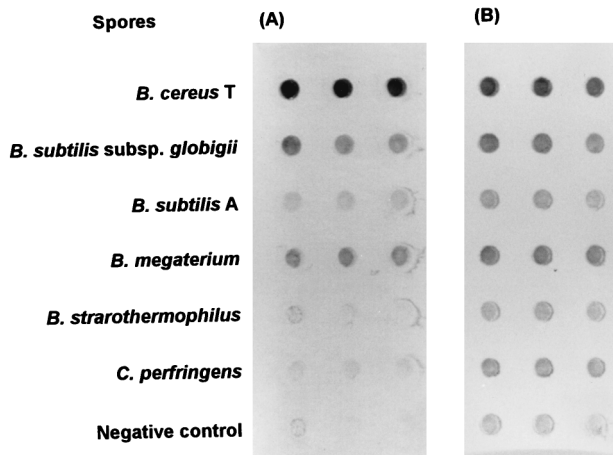 Spores (A) (B)
B. cereus T
B. subtilis subsp. globigii
B. subtilis A
B. megaterium
B. strarothermophilus
C. perfringens
Negative control